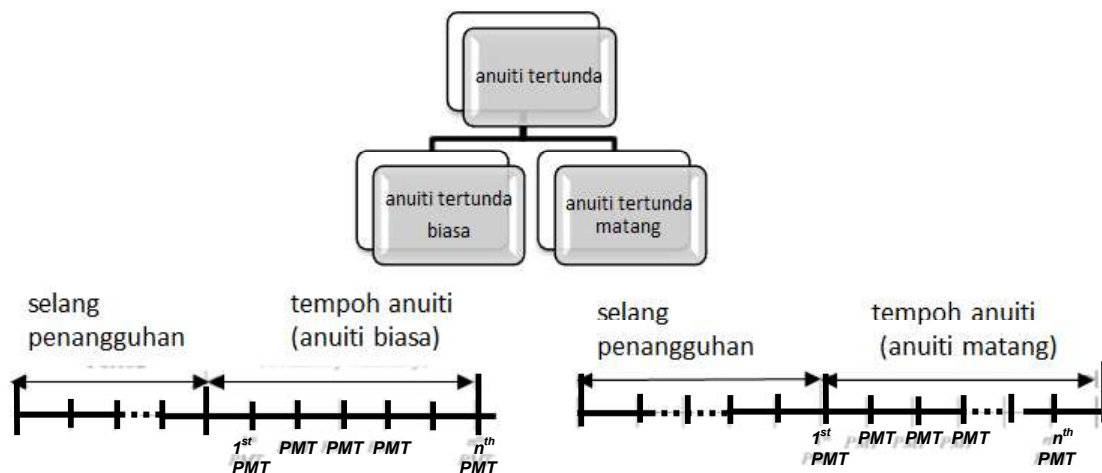 anuiti tertunda
anuiti tertunda
biasa
anuiti tertunda
matang
selang
penangguhan
tempoh anuiti
(anuiti biasa)
1st
PMT
PMT
PMT
PMT
nth
PMT
selang
penangguhan
tempoh anuiti
(anuiti matang)
1st
PMT
PMT
PMT
PMT
nth
PMT